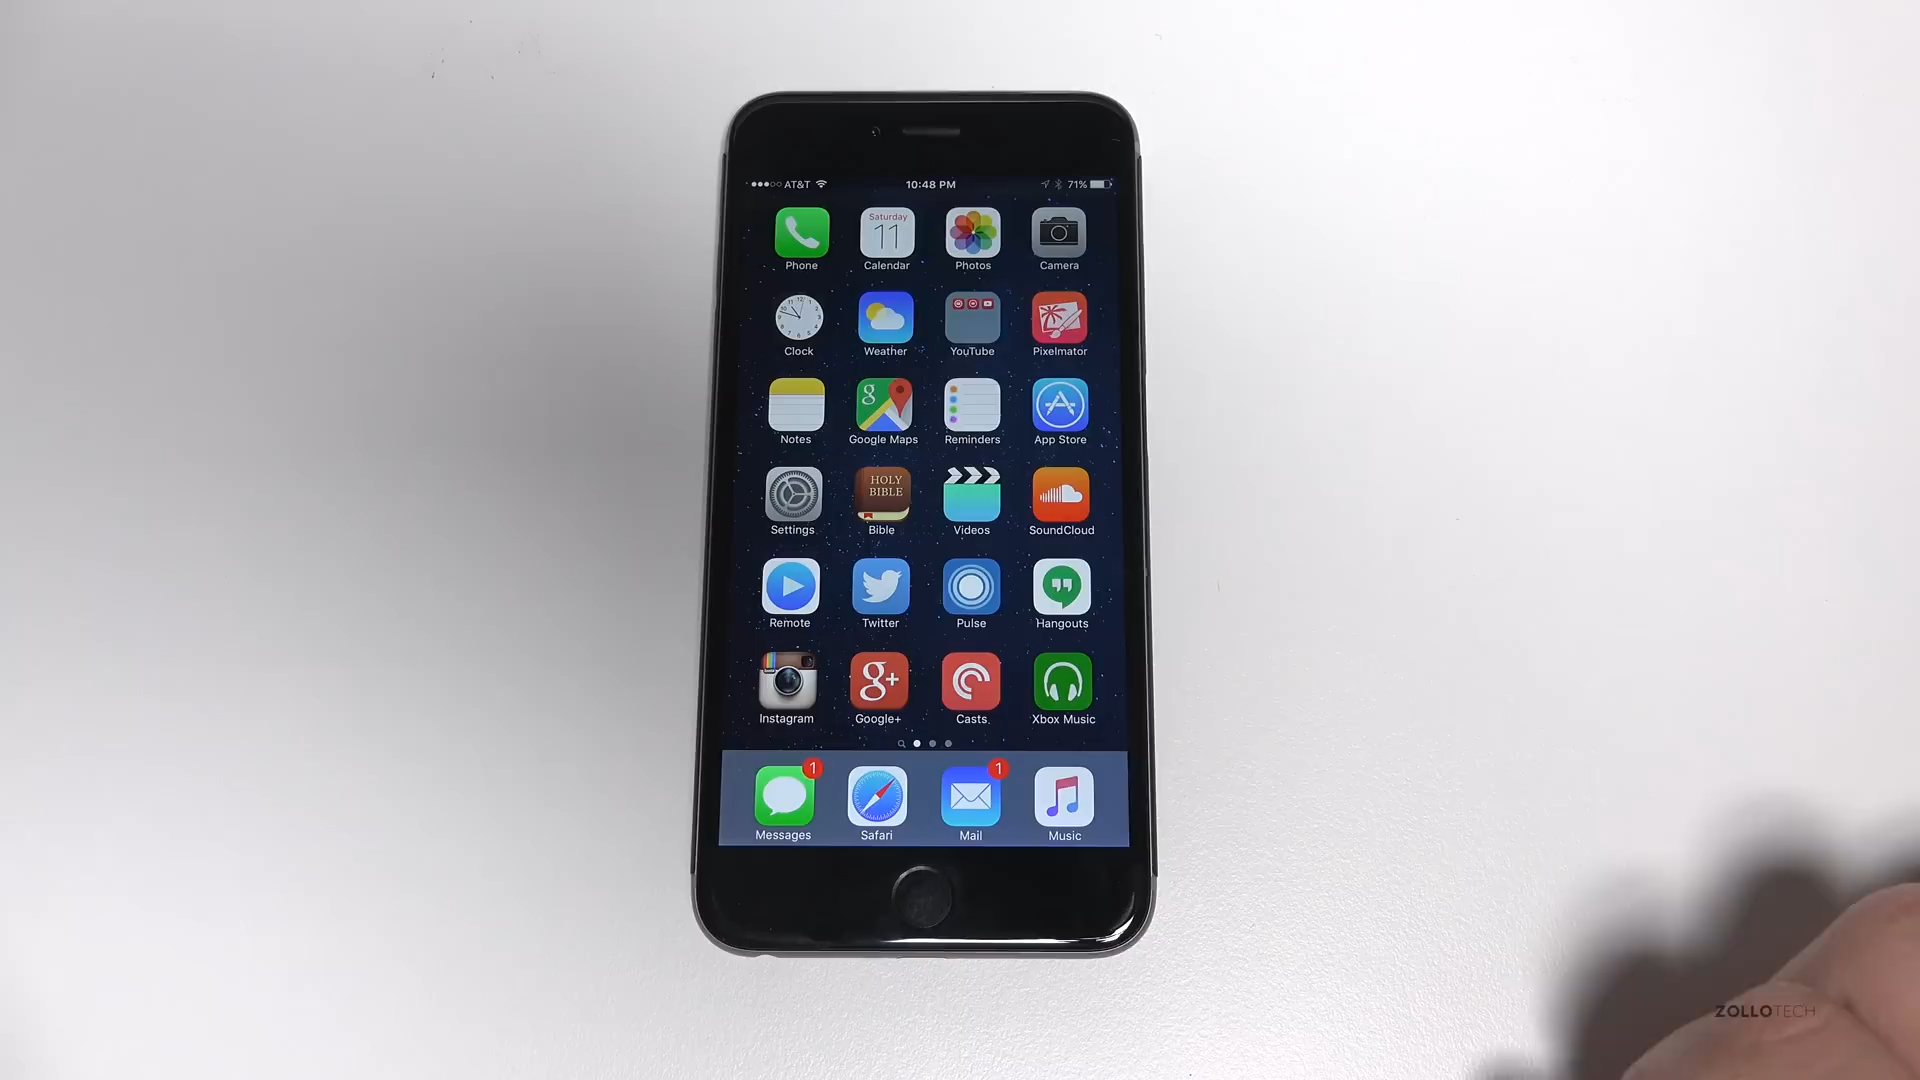 AT&T 10:48 PM 71%
Saturday
11
Phone Calendar Photos Camera
12
Clock Weather YouTube Pixelmator
g
Notes Google Maps Reminders App Store
HOLY
BIBLE
Settings Bible Videos SoundCloud
Remote Twitter Pulse Hangouts
g+
Instagram Google+ Casts Xbox Music
1 1
Messages Safari Mail Music
ZOLLOTECH